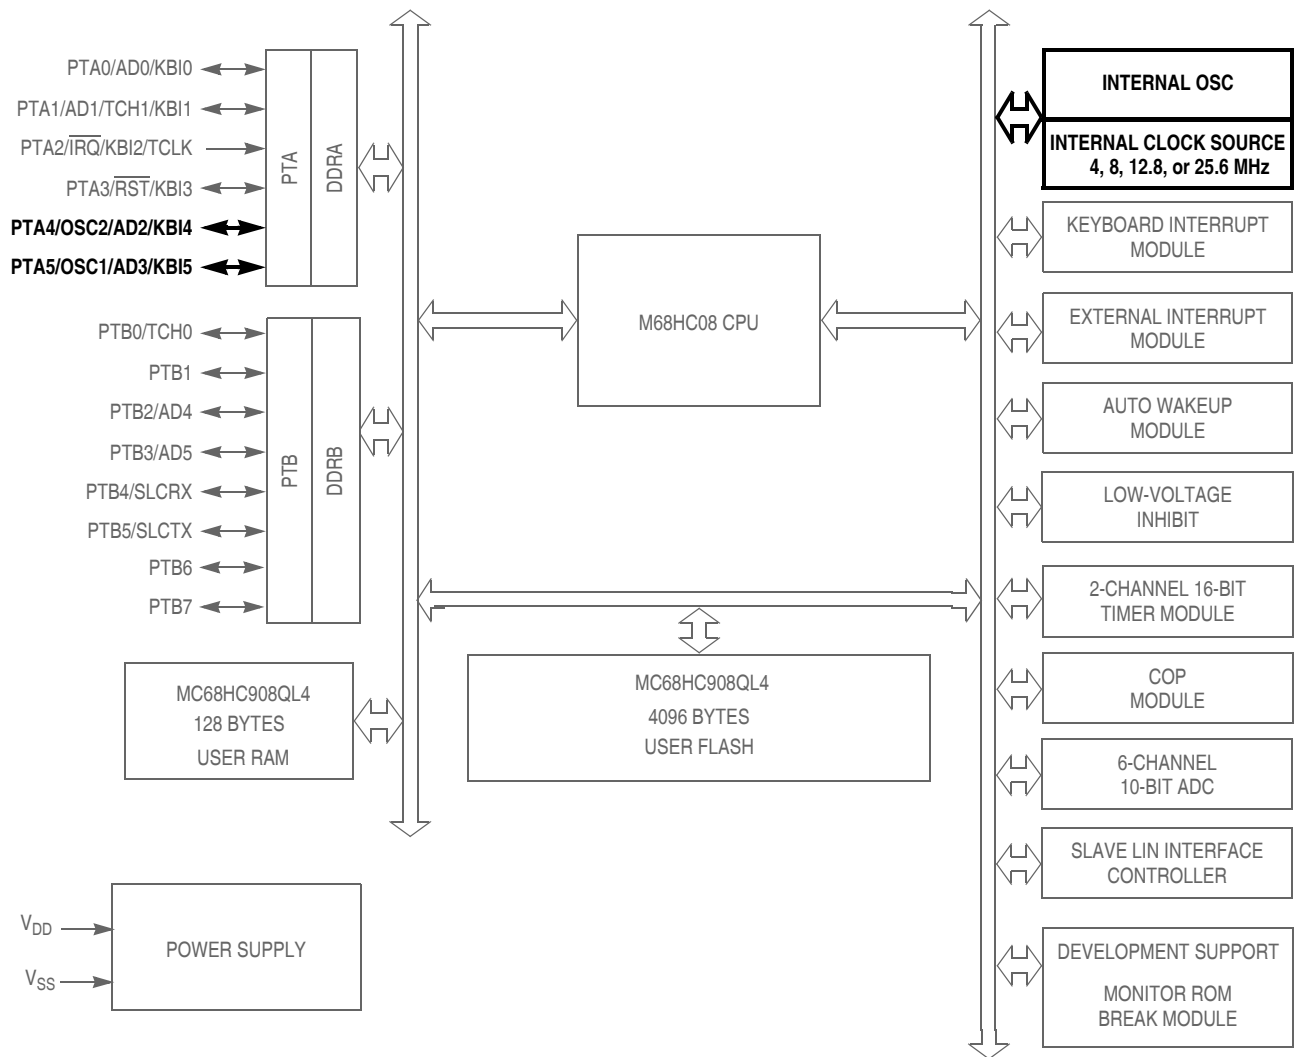 PTA0/AD0/KBI0
PTA1/AD1/TCH1/KBI1
PTA2/IRQ/KBI2/TCLK
PTA3/RST/KBI3
PTA4/OSC2/AD2/KBI4
PTA5/OSC1/AD3/KBI5
PTA
DDRA
PTB0/TCH0
PTB1
PTB2/AD4
PTB3/AD5
PTB4/SLCRX
PTB5/SLCTX
PTB6
PTB7
PTB
DDRB
M68HC08 CPU
MC68HC908QL4
128 BYTES
USER RAM
MC68HC908QL4
4096 BYTES
USER FLASH
VDD
VSS
POWER SUPPLY
INTERNAL OSC
INTERNAL CLOCK SOURCE
4, 8, 12.8, or 25.6 MHz
KEYBOARD INTERRUPT
MODULE
EXTERNAL INTERRUPT
MODULE
AUTO WAKEUP
MODULE
LOW-VOLTAGE
INHIBIT
2-CHANNEL 16-BIT
TIMER MODULE
COP
MODULE
6-CHANNEL
10-BIT ADC
SLAVE LIN INTERFACE
CONTROLLER
DEVELOPMENT SUPPORT
MONITOR ROM
BREAK MODULE